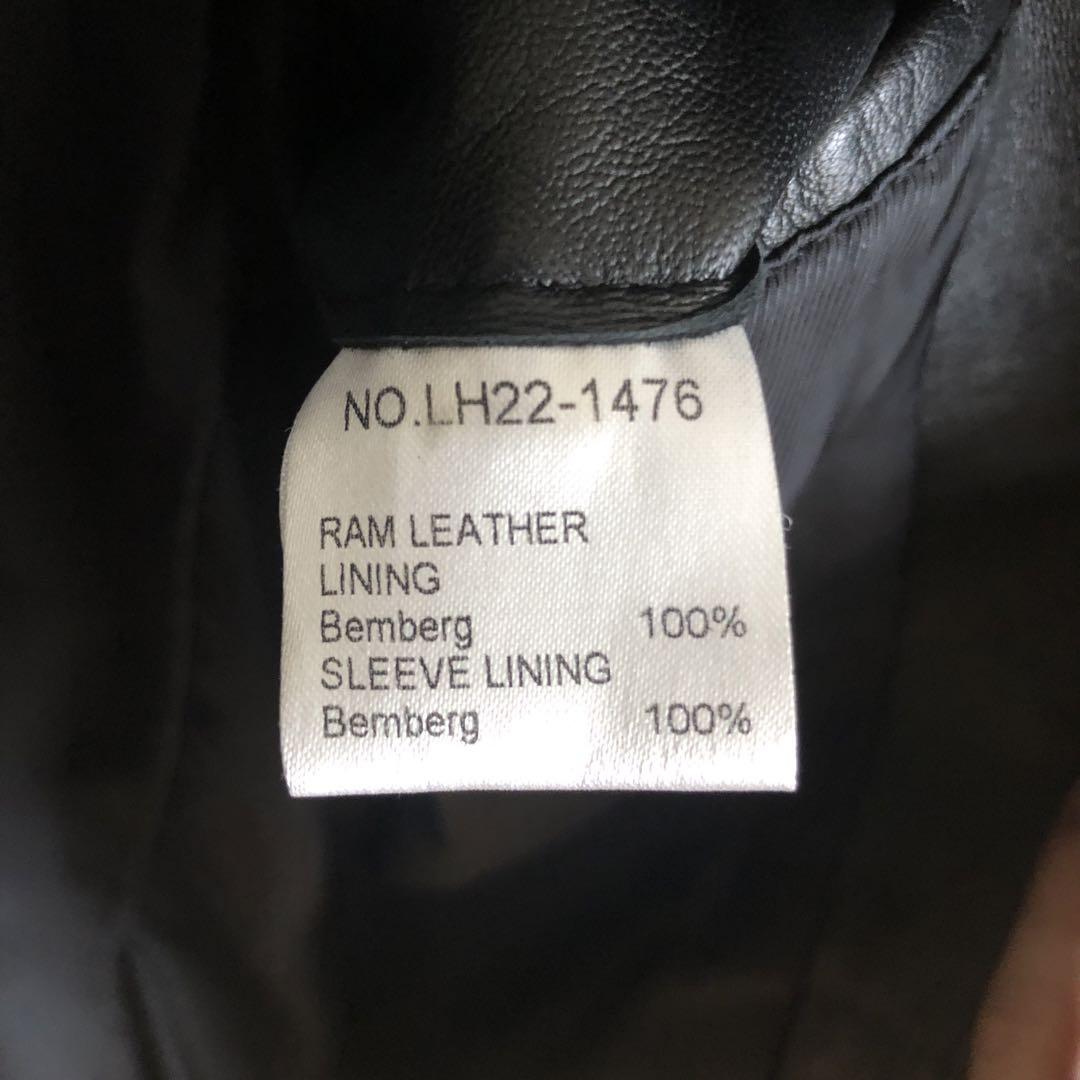 NO.LH22-1476
RAM LEATHER
LINING
Bemberg 100%
SLEEVE LINING
Bemberg 100%